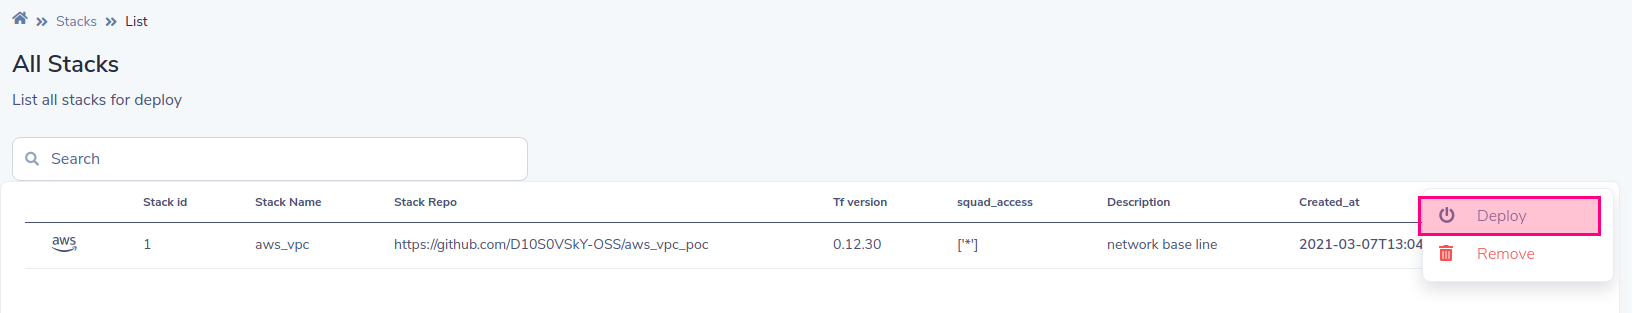 Stacks List
All Stacks
List all stacks for deploy
Search
Stack id Stack Name Stack Repo Tf version squad_access Description Created_at
aws 1 aws_vpc https://github.com/D10S0VSkY-OSS/aws_vpc_poc 0.12.30 ['*'] network base line 2021-03-07T13:04
Deploy
Remove